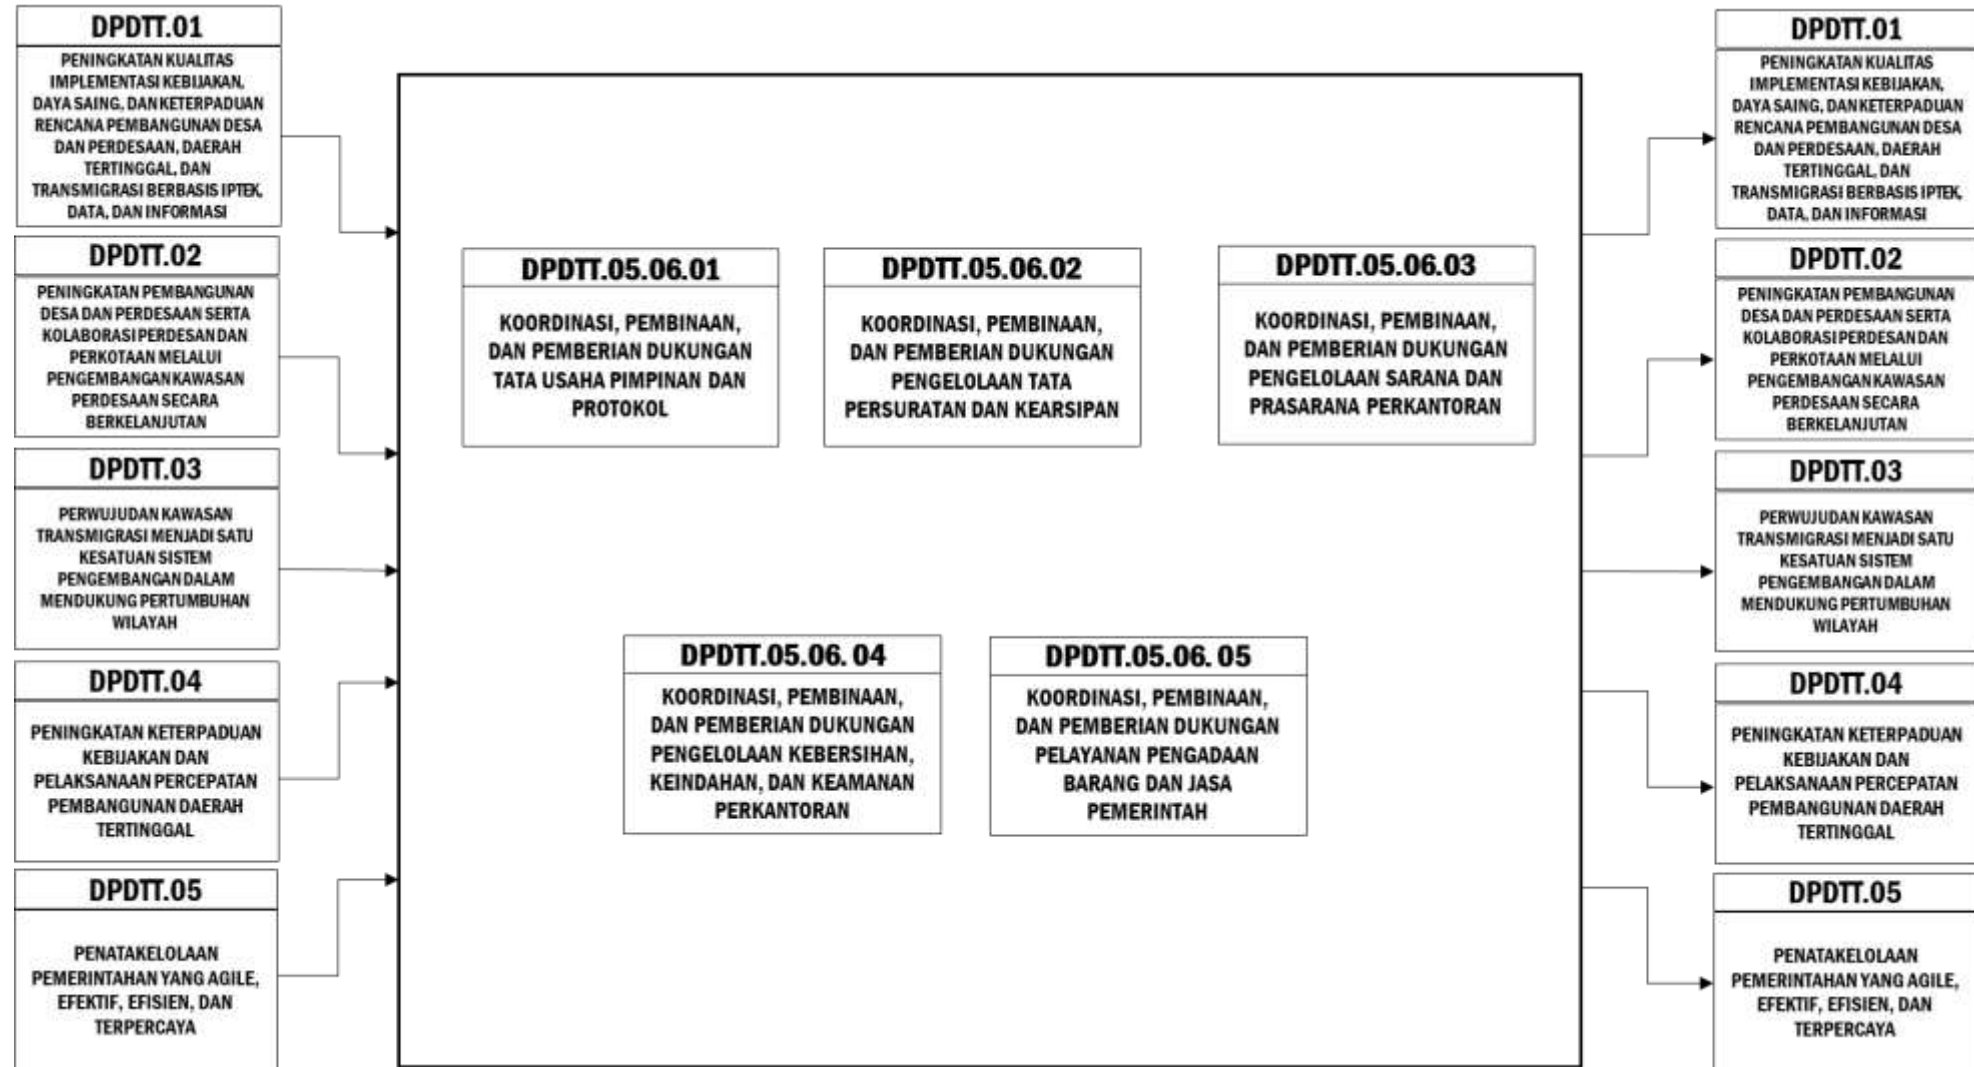 DPDTT.01
PENINGKATAN KUALITAS
IMPLEMENTASI KEBIJAKAN,
DAYA SAING, DAN KETERPADUAN
RENCANA PEMBANGUNAN DESA
DAN PERDESAAN, DAERAH
TERTINGGAL, DAN
TRANSMIGRASI BERBASIS IPTEK,
DATA, DAN INFORMASI
DPDTT.02
PENINGKATAN PEMBANGUNAN
DESA DAN PERDESAAN SERTA
KOLABORASI PERDESAN DAN
PERKOTAAN MELALUI
PENGEMBANGAN KAWASAN
PERDESAAN SECARA
BERKELANJUTAN
DPDTT.03
PERWUJUDAN KAWASAN
TRANSMIGRASI MENJADI SATU
KESATUAN SISTEM
PENGEMBANGAN DALAM
MENDUKUNG PERTUMBUHAN
WILAYAH
DPDTT.04
PENINGKATAN KETERPADUAN
KEBIJAKAN DAN
PELAKSANAAN PERCEPATAN
PEMBANGUNAN DAERAH
TERTINGGAL
DPDTT.05
PENATAKELOLAAN
PEMERINTAHAN YANG AGILE,
EFEKTIF, EFISIEN, DAN
TERPERCAYA
DPDTT.05.06.01
KOORDINASI, PEMBINAAN,
DAN PEMBERIAN DUKUNGAN
TATA USAHA PIMPINAN DAN
PROTOKOL
DPDTT.05.06.02
KOORDINASI, PEMBINAAN,
DAN PEMBERIAN DUKUNGAN
PENGELOLAAN TATA
PERSURATAN DAN KEARSIPAN
DPDTT.05.06.03
KOORDINASI, PEMBINAAN,
DAN PEMBERIAN DUKUNGAN
PENGELOLAAN SARANA DAN
PRASARANA PERKANTORAN
DPDTT.05.06. 04
KOORDINASI, PEMBINAAN,
DAN PEMBERIAN DUKUNGAN
PENGELOLAAN KEBERSIHAN,
KEINDAHAN, DAN KEAMANAN
PERKANTORAN
DPDTT.05.06. 05
KOORDINASI, PEMBINAAN,
DAN PEMBERIAN DUKUNGAN
PELAYANAN PENGADAAN
BARANG DAN JASA
PEMERINTAH
DPDTT.01
PENINGKATAN KUALITAS
IMPLEMENTASI KEBIJAKAN,
DAYA SAING, DAN KETERPADUAN
RENCANA PEMBANGUNAN DESA
DAN PERDESAAN, DAERAH
TERTINGGAL, DAN
TRANSMIGRASI BERBASIS IPTEK,
DATA, DAN INFORMASI
DPDTT.02
PENINGKATAN PEMBANGUNAN
DESA DAN PERDESAAN SERTA
KOLABORASI PERDESAN DAN
PERKOTAAN MELALUI
PENGEMBANGAN KAWASAN
PERDESAAN SECARA
BERKELANJUTAN
DPDTT.03
PERWUJUDAN KAWASAN
TRANSMIGRASI MENJADI SATU
KESATUAN SISTEM
PENGEMBANGAN DALAM
MENDUKUNG PERTUMBUHAN
WILAYAH
DPDTT.04
PENINGKATAN KETERPADUAN
KEBIJAKAN DAN
PELAKSANAAN PERCEPATAN
PEMBANGUNAN DAERAH
TERTINGGAL
DPDTT.05
PENATAKELOLAAN
PEMERINTAHAN YANG AGILE,
EFEKTIF, EFISIEN, DAN
TERPERCAYA